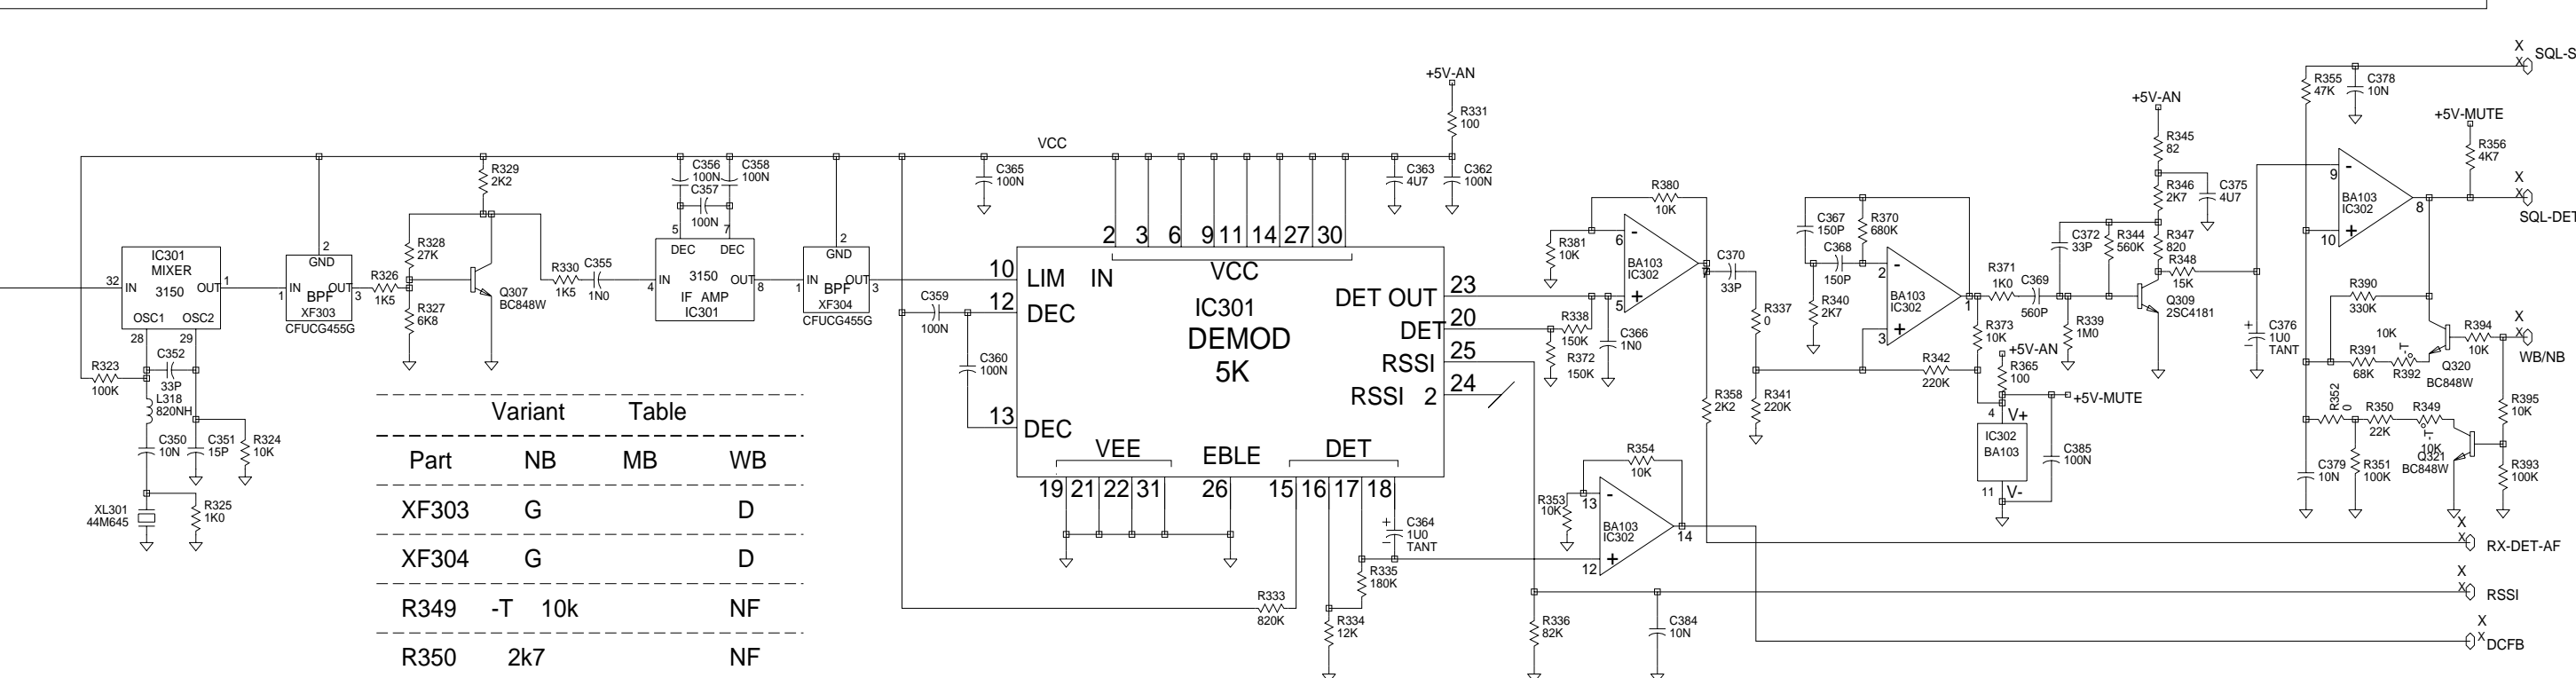 X
X SQL-S
R355
47K
C378
10N
+5V-AN
R331
100
VCC
+5V-AN
R345
82
+5V-MUTE
R356
4K7
R329
2K2
C356
100N
C358
100N
C357
100N
C365
100N
C363
4U7
C362
100N
R380
10K
C367
150P
R370
680K
C368
150P
R346
2K7
C375
4U7
9
BA103
IC302
8
10
-
+
X
X
SQL-DET
IC301
MIXER
3150
32
IN
OUT
1
OSC1
OSC2
28
29
2
GND
1
IN
OUT
3
BPF
XF303
CFUCG455G
R326
1K5
R328
27K
R327
6K8
Q307
BC848W
R330
1K5
C355
1N0
5
7
DEC
DEC
4
IN
3150
OUT
8
IF AMP
IC301
2
GND
1
IN
OUT
3
BPF
XF304
CFUCG455G
C359
100N
C360
100N
2 3 6 9 11 14 27 30
VCC
10
LIM IN
12
DEC
13
DEC
IC301
DEMOD
5K
DET OUT
23
DET
20
RSSI
25
RSSI 2
24
VEE
EBLE
DET
19 21 22 31 26 15 16 17 18
R381
10K
6
-
BA103
IC302
7
5
+
R338
150K
R372
150K
C366
1N0
C370
33P
R337
0
R358
2K2
R341
220K
R340
2K7
2
-
BA103
IC302
1
3
+
R342
220K
R371
1K0
C369
560P
R373
10K
C372
33P
R344
560K
R347
820
R348
15K
R339
1M0
Q309
2SC4181
+
-
C376
1U0
TANT
+5V-AN
R365
100
+5V-MUTE
4
V+
IC302
BA103
11
V-
C385
100N
R390
330K
R391
68K
10K
-T
R392
Q320
BC848W
R394
10K
X
X
WB/NB
R352
0
R350
22K
R349
-T
10K
Q321
BC848W
R395
10K
R393
100K
C379
10N
R351
100K
R323
100K
C352
33P
L318
820NH
C350
10N
C351
15P
R324
10K
XL301
44M645
R325
1K0
Variant Table
Part NB MB WB
XF303 G D
XF304 G D
R349 -T 10k NF
R350 2k7 NF
R333
820K
R334
12K
R335
180K
+
-
C364
1U0
TANT
R336
82K
C384
10N
R353
10K
R354
10K
13
-
BA103
IC302
14
12
+
X
X
RX-DET-AF
X
X
RSSI
X
X
DCFB